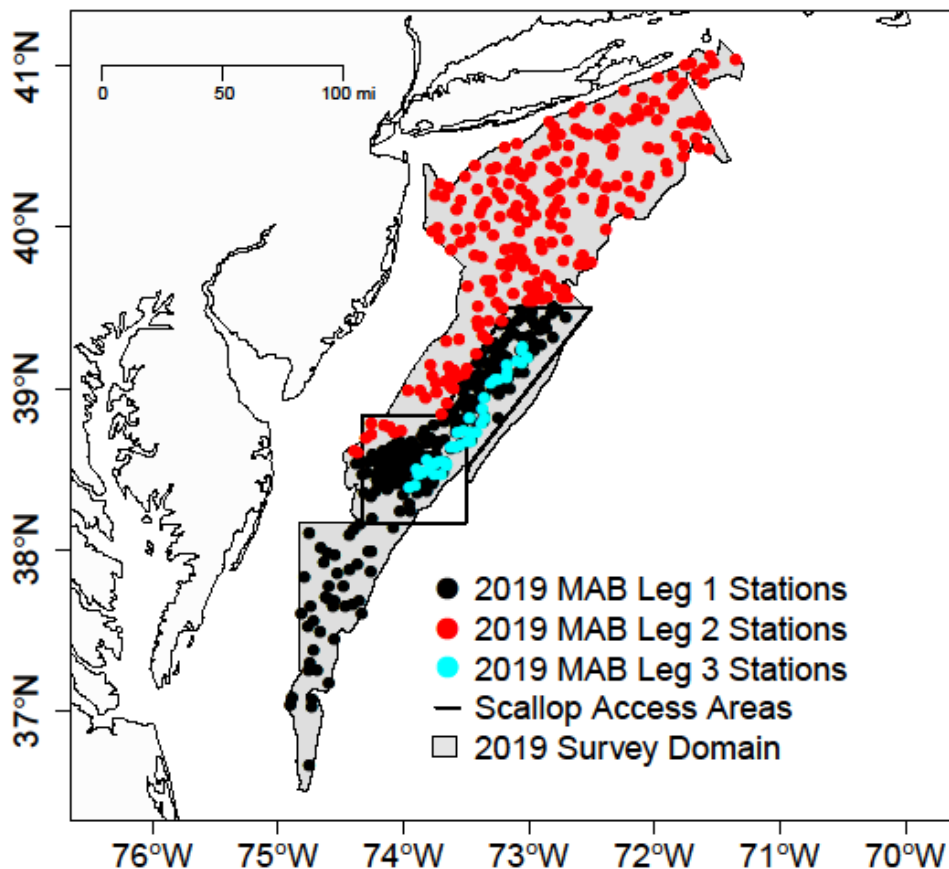 41°N
0 50 100 mi
40°N
39°N
38°N
2019 MAB Leg 1 Stations
2019 MAB Leg 2 Stations
2019 MAB Leg 3 Stations
37°N
Scallop Access Areas
2019 Survey Domain
76°W 75°W 74°W 73°W 72°W 71°W 70°W